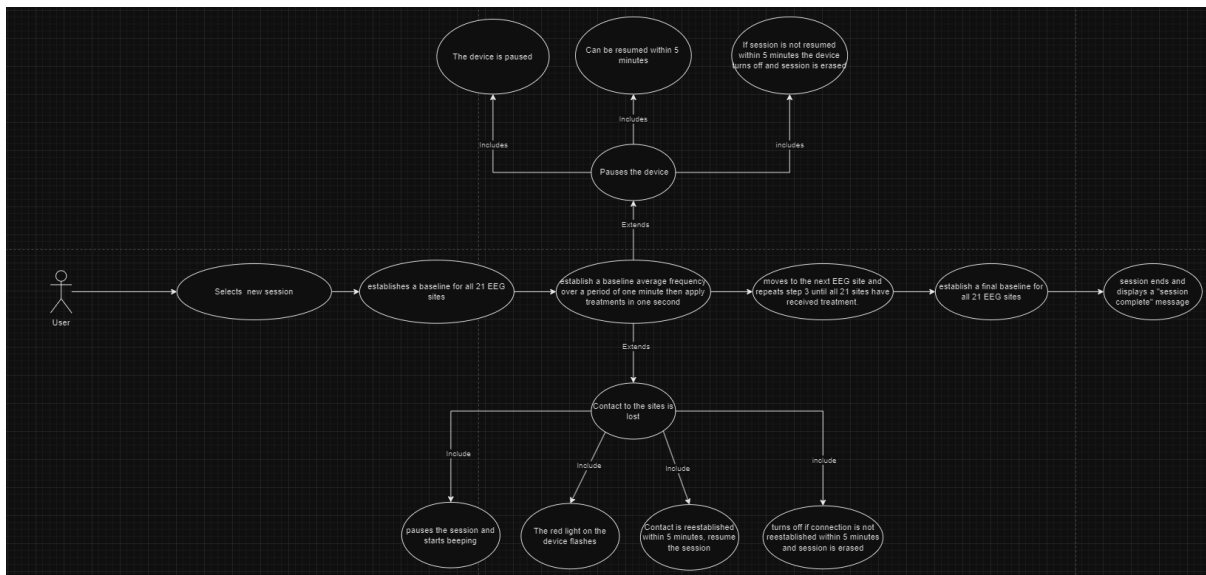 The device is paused
Can be resumed within 5
minutes
If session is not resumed
within 5 minutes the device
turns off and session is erased
Includes
Includes
includes
Pauses the device
Extends
User
Selects new session
establishes a baseline for all 21 EEG
sites
establish a baseline average frequency
over a period of one minute then apply
treatments in one second
moves to the next EEG site and
repeats step 3 until all 21 sites have
received treatment.
establish a final baseline for
all 21 EEG sites
session ends and
displays a "session
complete" message
Extends
Contact to the sites is
lost
Include
Include
Include
include
pauses the session and
starts beeping
The red light on the
device flashes
Contact is reestablished
within 5 minutes, resume
the session
turns off if connection is not
reestablished within 5 minutes
and session is erased